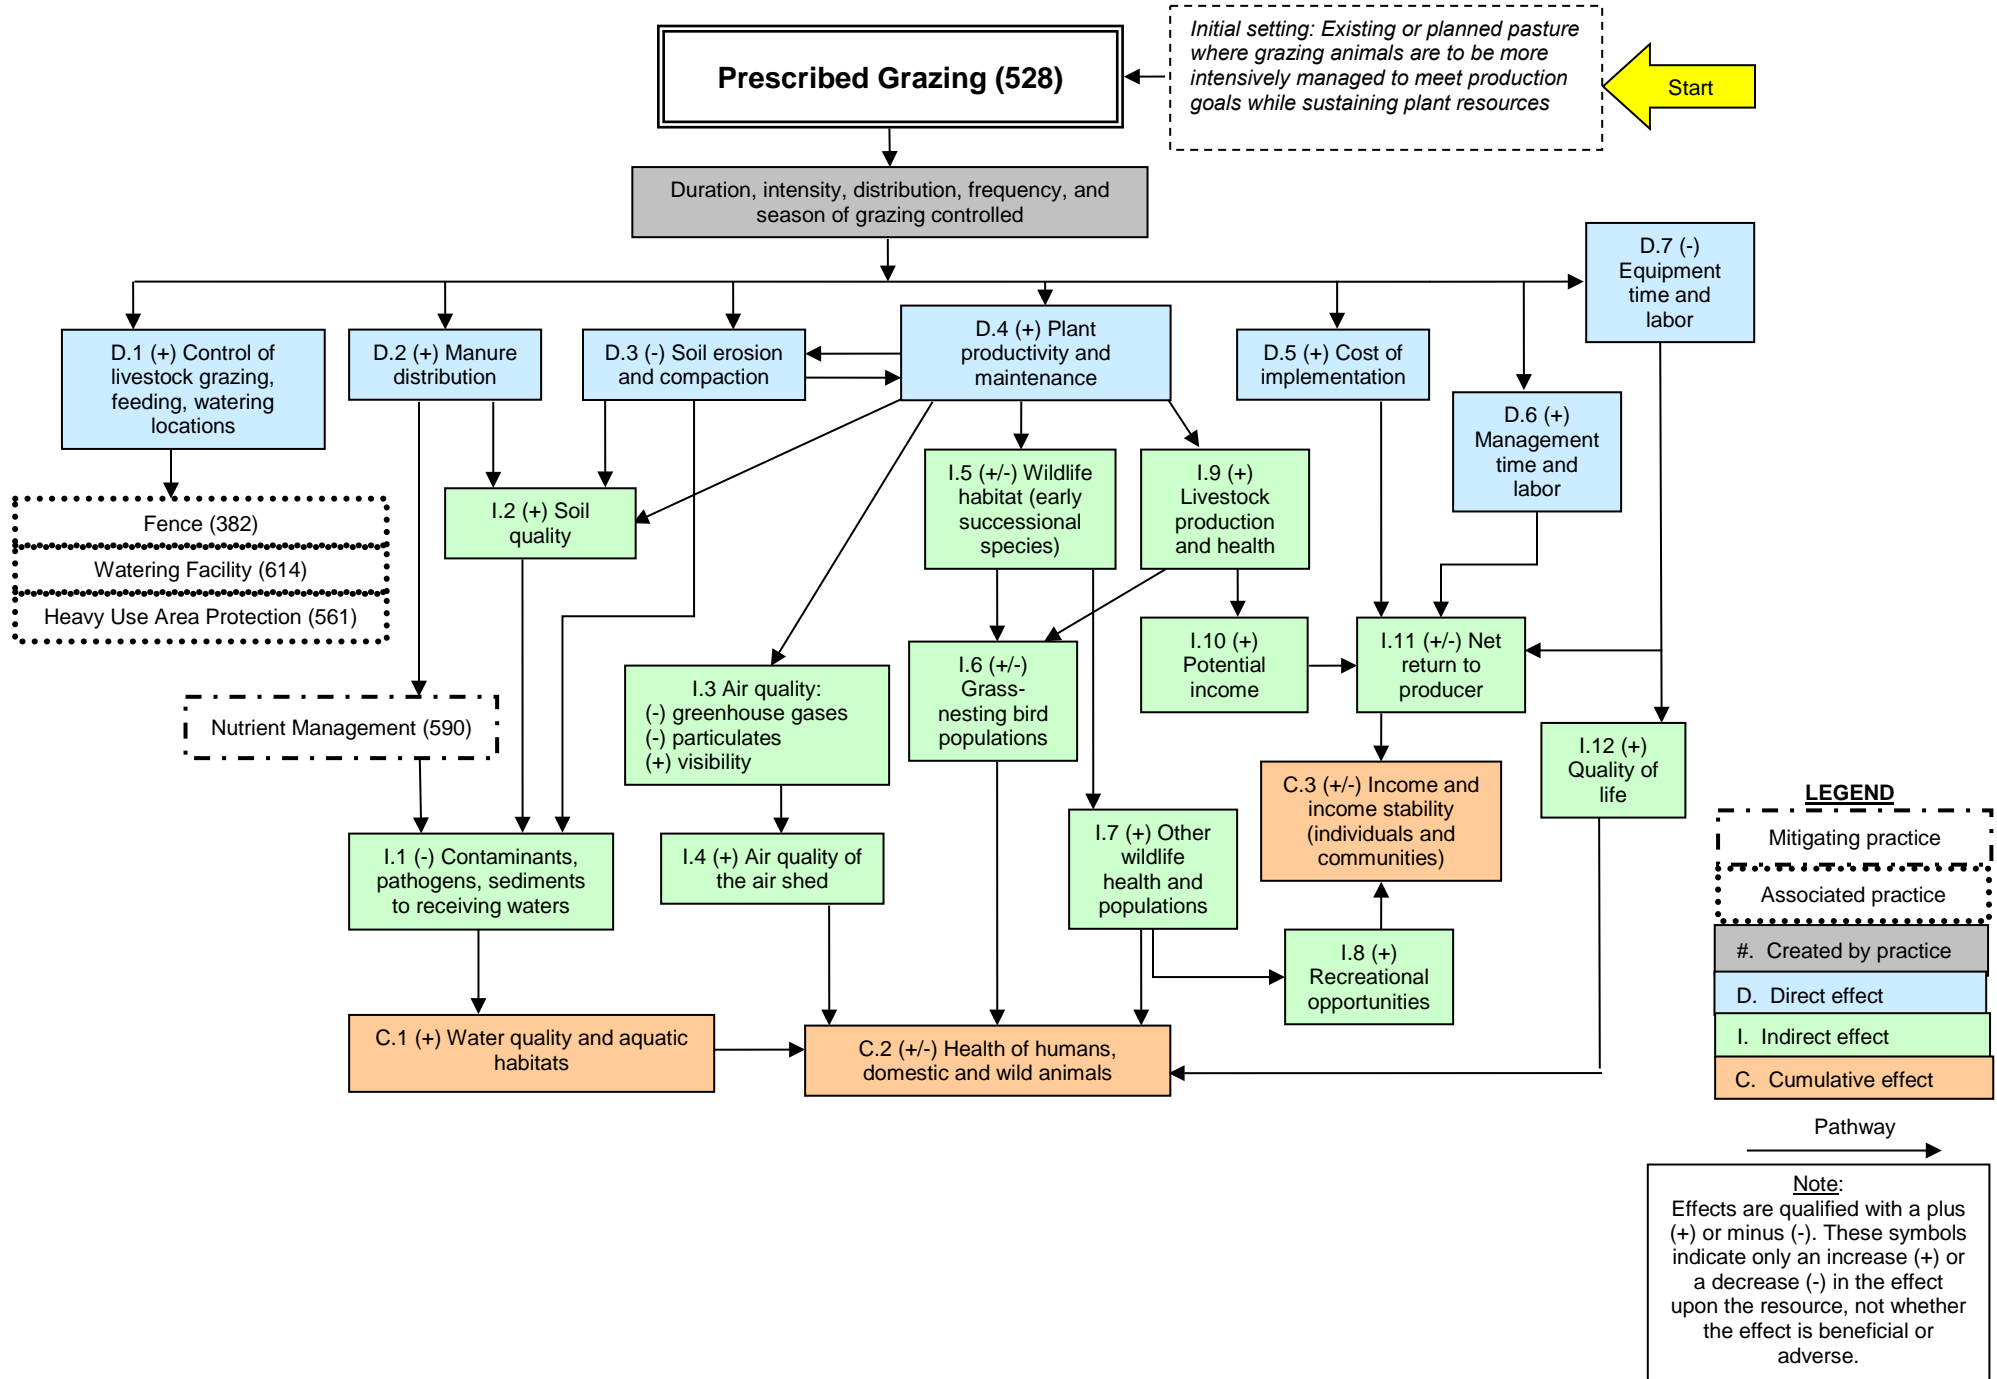 Prescribed Grazing (528)
Initial setting: Existing or planned pasture
where grazing animals are to be more
intensively managed to meet production
goals while sustaining plant resources
Start
Duration, intensity, distribution, frequency, and
season of grazing controlled
D.7 (-)
Equipment
time and
labor
D.1 (+) Control of
livestock grazing,
feeding, watering
locations
D.2 (+) Manure
distribution
D.3 (-) Soil erosion
and compaction
D.4 (+) Plant
productivity and
maintenance
D.5 (+) Cost of
implementation
D.6 (+)
Management
time and
labor
Fence (382)
Watering Facility (614)
Heavy Use Area Protection (561)
I.2 (+) Soil
quality
I.5 (+/-) Wildlife
habitat (early
successional
species)
I.9 (+)
Livestock
production
and health
I.6 (+/-)
Grass-
nesting bird
populations
I.10 (+)
Potential
income
I.11 (+/-) Net
return to
producer
I.3 Air quality:
(-) greenhouse gases
(-) particulates
(+) visibility
Nutrient Management (590)
I.12 (+)
Quality of
life
C.3 (+/-) Income and
income stability
(individuals and
communities)
I.1 (-) Contaminants,
pathogens, sediments
to receiving waters
I.4 (+) Air quality of
the air shed
I.7 (+) Other
wildlife
health and
populations
I.8 (+)
Recreational
opportunities
C.1 (+) Water quality and aquatic
habitats
C.2 (+/-) Health of humans,
domestic and wild animals
LEGEND
Mitigating practice
Associated practice
#. Created by practice
D. Direct effect
I. Indirect effect
C. Cumulative effect
Pathway
Note:
Effects are qualified with a plus
(+) or minus (-). These symbols
indicate only an increase (+) or
a decrease (-) in the effect
upon the resource, not whether
the effect is beneficial or
adverse.